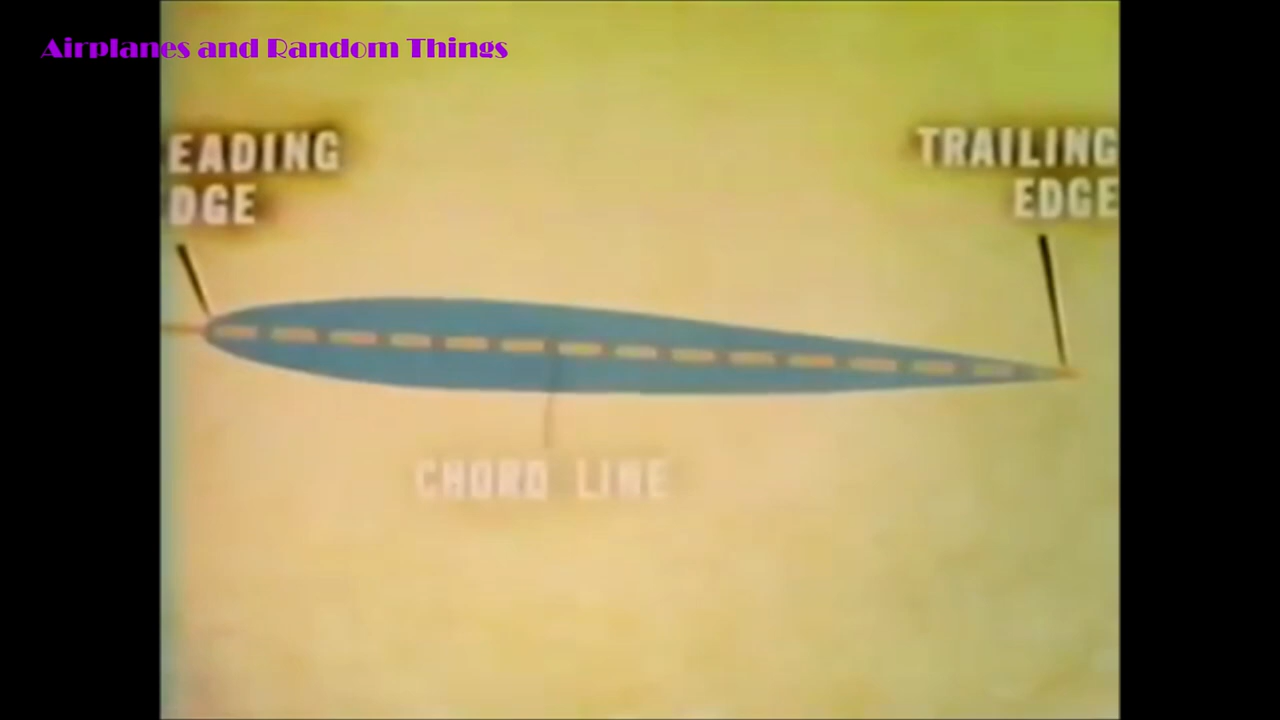 Airplanes and Random Things
EADING
DGE
TRAILING
EDGE
CHORD LINE